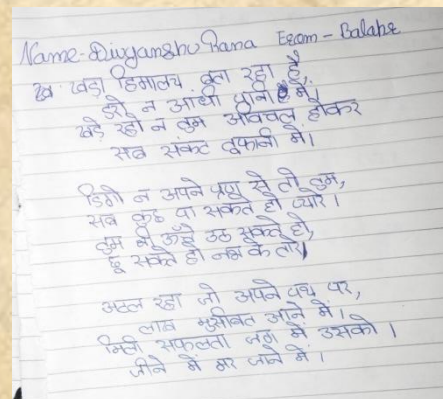 Name-Divyanshu Rana From - Balahe
खड़ा हिमालय बता रहा है,
डरो न आंधी पानी में।
खड़े रहो न तुम अविचल होकर
सब संकट तूफानी में।
डिगो न अपने प्रण से तो तुम,
सब कुछ पा सकते हो प्यारे।
तुम भी ऊँचे उठ सकते हो,
छू सकते हो नभ के तारे।
अटल रहा जो अपने पथ पर,
लाख मुसीबत आने में।
मिली सफलता जग में उसको।
जीने में मर जाने में।